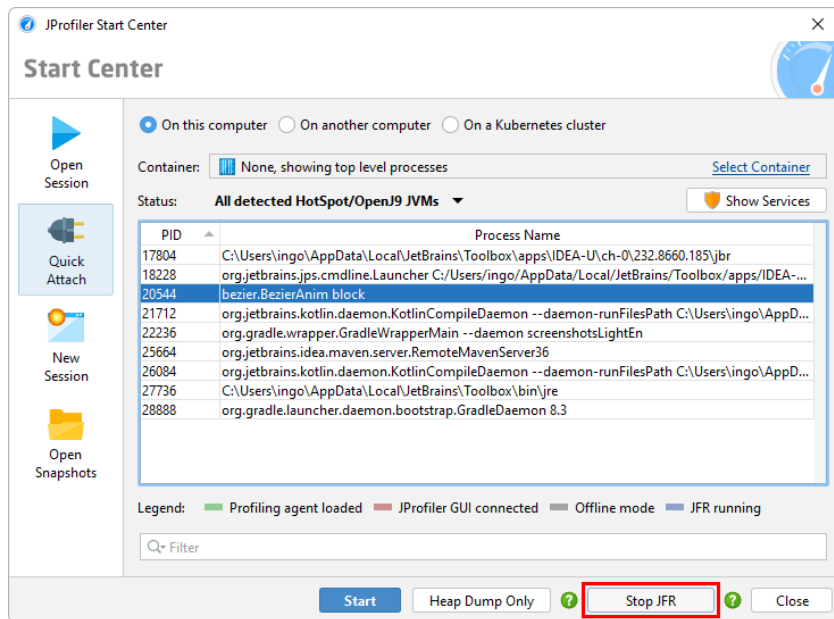 JProfiler Start Center
Start Center
Open
Session
Quick
Attach
New
Session
Open
Snapshots
On this computer On another computer On a Kubernetes cluster
Container: None, showing top level processes Select Container
Status: All detected HotSpot/OpenJ9 JVMs Show Services
PID Process Name
17804 C:\Users\ingo\AppData\Local\JetBrains\Toolbox\apps\IDEA-U\ch-0\232.8660.185\jbr
18228 org.jetbrains.jps.cmdline.Launcher C:/Users/ingo/AppData/Local/JetBrains/Toolbox/apps/IDEA-...
20544 bezier.BezierAnim block
21712 org.jetbrains.kotlin.daemon.KotlinCompileDaemon --daemon-runFilesPath C:\Users\ingo\AppD...
22236 org.gradle.wrapper.GradleWrapperMain --daemon screenshotsLightEn
25664 org.jetbrains.idea.maven.server.RemoteMavenServer36
26084 org.jetbrains.kotlin.daemon.KotlinCompileDaemon --daemon-runFilesPath C:\Users\ingo\AppD...
27736 C:\Users\ingo\AppData\Local\JetBrains\Toolbox\bin\jre
28888 org.gradle.launcher.daemon.bootstrap.GradleDaemon 8.3
Legend: Profiling agent loaded JProfiler GUI connected Offline mode JFR running
Filter
Start Heap Dump Only ? Stop JFR ? Close